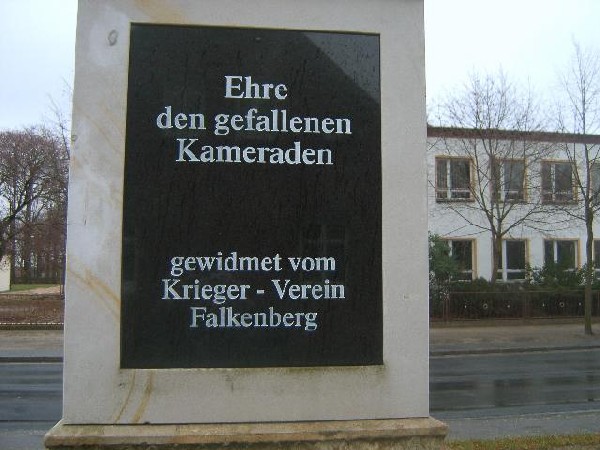 Ehre
den gefallenen
Kameraden
gewidmet vom
Krieger - Verein
Falkenberg